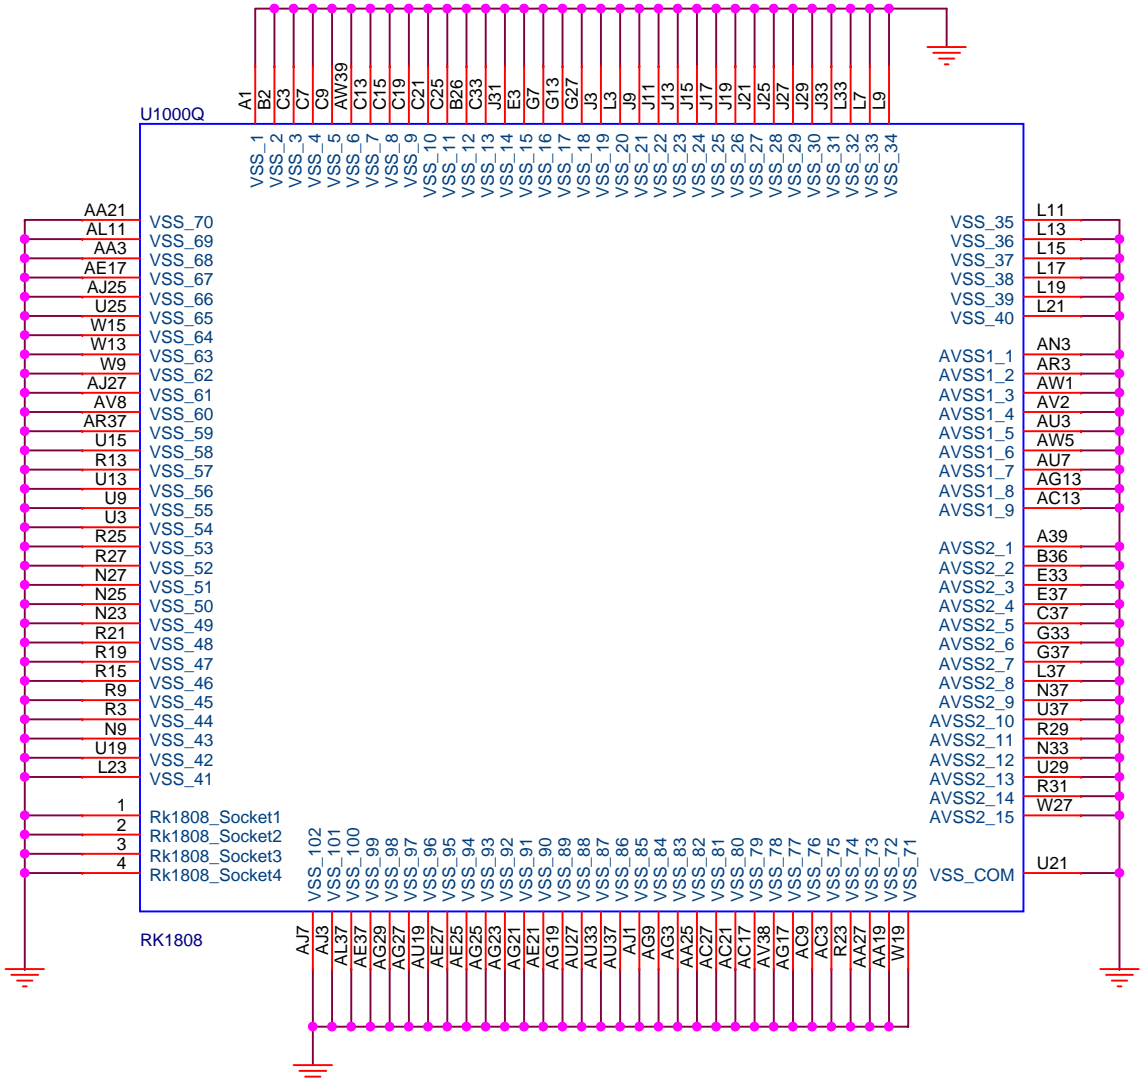 A1
B2
C3
C7
C9
AW39
C13
C15
C19
C21
C25
B26
C33
J31
E3
G7
G13
G27
J3
L3
J9
J11
J13
J15
J17
J19
J21
J25
J27
J29
J33
L33
L7
L9
U1000Q
VSS_1
VSS_2
VSS_3
VSS_4
VSS_5
VSS_6
VSS_7
VSS_8
VSS_9
VSS_10
VSS_11
VSS_12
VSS_13
VSS_14
VSS_15
VSS_16
VSS_17
VSS_18
VSS_19
VSS_20
VSS_21
VSS_22
VSS_23
VSS_24
VSS_25
VSS_26
VSS_27
VSS_28
VSS_29
VSS_30
VSS_31
VSS_32
VSS_33
VSS_34
AA21 VSS_70
AL11 VSS_69
AA3 VSS_68
AE17 VSS_67
AJ25 VSS_66
U25 VSS_65
W15 VSS_64
W13 VSS_63
W9 VSS_62
AJ27 VSS_61
AV8 VSS_60
AR37 VSS_59
U15 VSS_58
R13 VSS_57
U13 VSS_56
U9 VSS_55
U3 VSS_54
R25 VSS_53
R27 VSS_52
N27 VSS_51
N25 VSS_50
N23 VSS_49
R21 VSS_48
R19 VSS_47
R15 VSS_46
R9 VSS_45
R3 VSS_44
N9 VSS_43
U19 VSS_42
L23 VSS_41
1 Rk1808_Socket1
2 Rk1808_Socket2
3 Rk1808_Socket3
4 Rk1808_Socket4
VSS_35 L11
VSS_36 L13
VSS_37 L15
VSS_38 L17
VSS_39 L19
VSS_40 L21
AVSS1_1 AN3
AVSS1_2 AR3
AVSS1_3 AW1
AVSS1_4 AV2
AVSS1_5 AU3
AVSS1_6 AW5
AVSS1_7 AU7
AVSS1_8 AG13
AVSS1_9 AC13
AVSS2_1 A39
AVSS2_2 B36
AVSS2_3 E33
AVSS2_4 E37
AVSS2_5 C37
AVSS2_6 G33
AVSS2_7 G37
AVSS2_8 L37
AVSS2_9 N37
AVSS2_10 U37
AVSS2_11 R29
AVSS2_12 N33
AVSS2_13 U29
AVSS2_14 R31
AVSS2_15 W27
VSS_COM U21
VSS_102
VSS_101
VSS_100
VSS_99
VSS_98
VSS_97
VSS_96
VSS_95
VSS_94
VSS_93
VSS_92
VSS_91
VSS_90
VSS_89
VSS_88
VSS_87
VSS_86
VSS_85
VSS_84
VSS_83
VSS_82
VSS_81
VSS_80
VSS_79
VSS_78
VSS_77
VSS_76
VSS_75
VSS_74
VSS_73
VSS_72
VSS_71
RK1808
AJ7
AJ3
AL37
AE37
AG29
AG27
AU19
AE27
AE25
AG25
AG23
AG21
AE21
AG19
AU27
AU33
AU37
AJ1
AG9
AG3
AA25
AC27
AC21
AC17
AV38
AG17
AC9
AC3
R23
AA27
AA19
W19